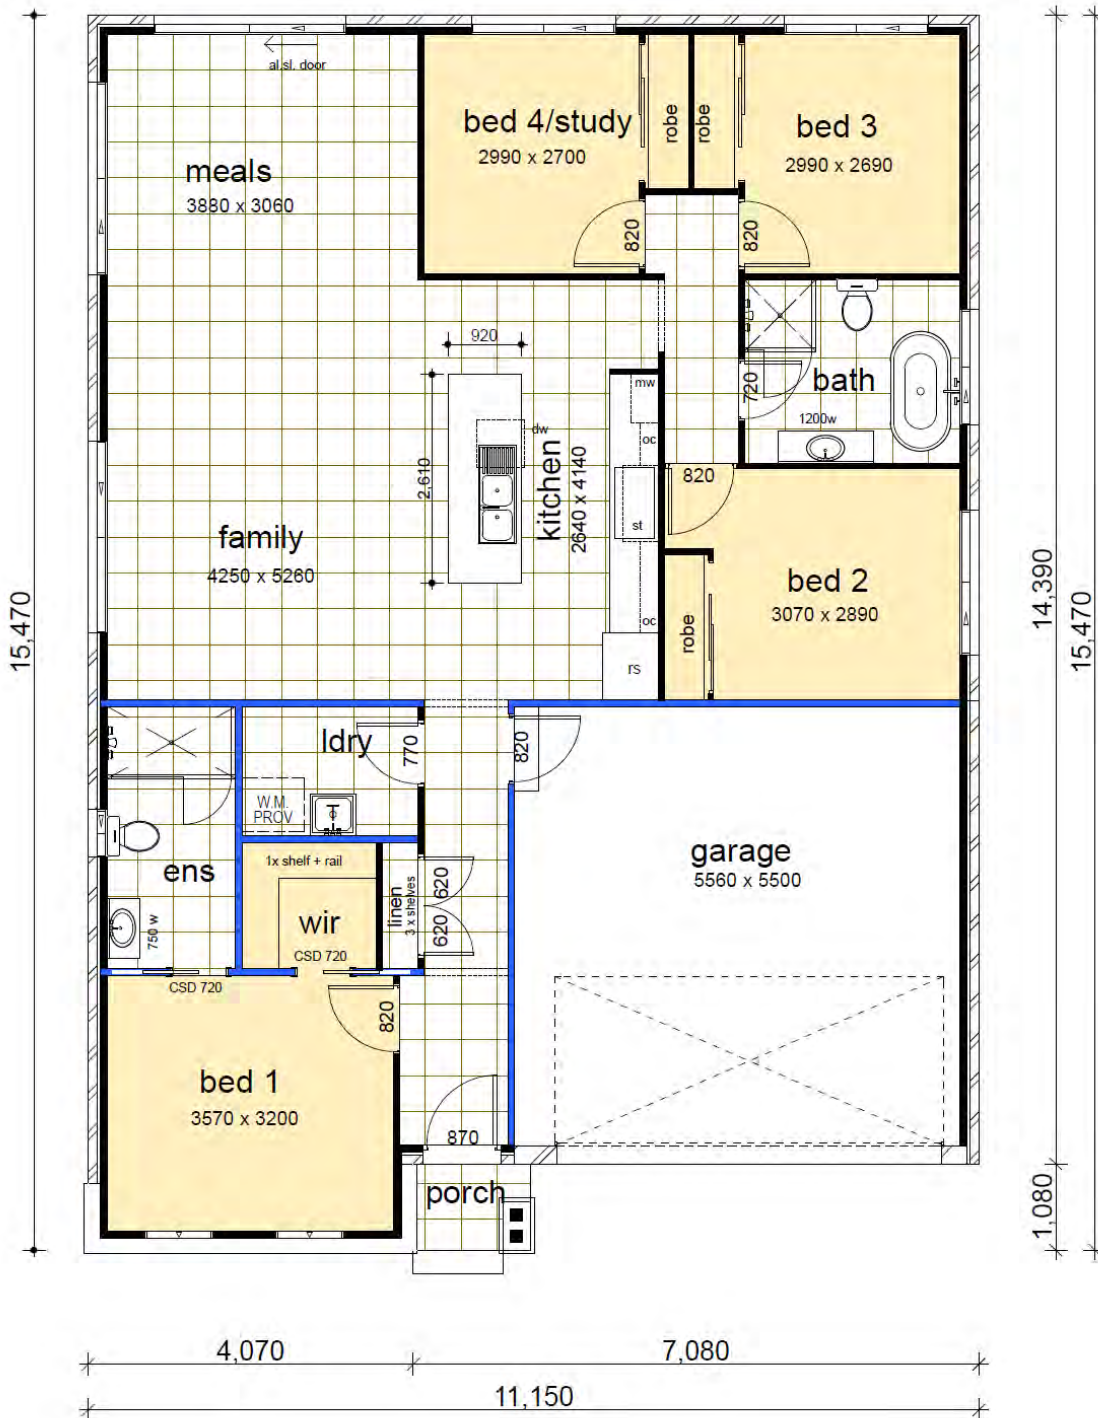 al.sl. door
bed 4/study
2990 x 2700
robe
robe
bed 3
2990 x 2690
meals
3880 x 3060
820
820
920
mw
720
bath
1200w
dw
oc
kitchen
2640 x 4140
2,610
820
st
family
4250 x 5260
bed 2
3070 x 2890
15,470
14,390
15,470
oc
robe
rs
ldry
770
820
W.M.
PROV
garage
5560 x 5500
1x shelf + rail
ens
620
linen
3 x shelves
wir
750 w
620
CSD 720
CSD 720
820
bed 1
3570 x 3200
870
porch
1,080
4,070
7,080
11,150